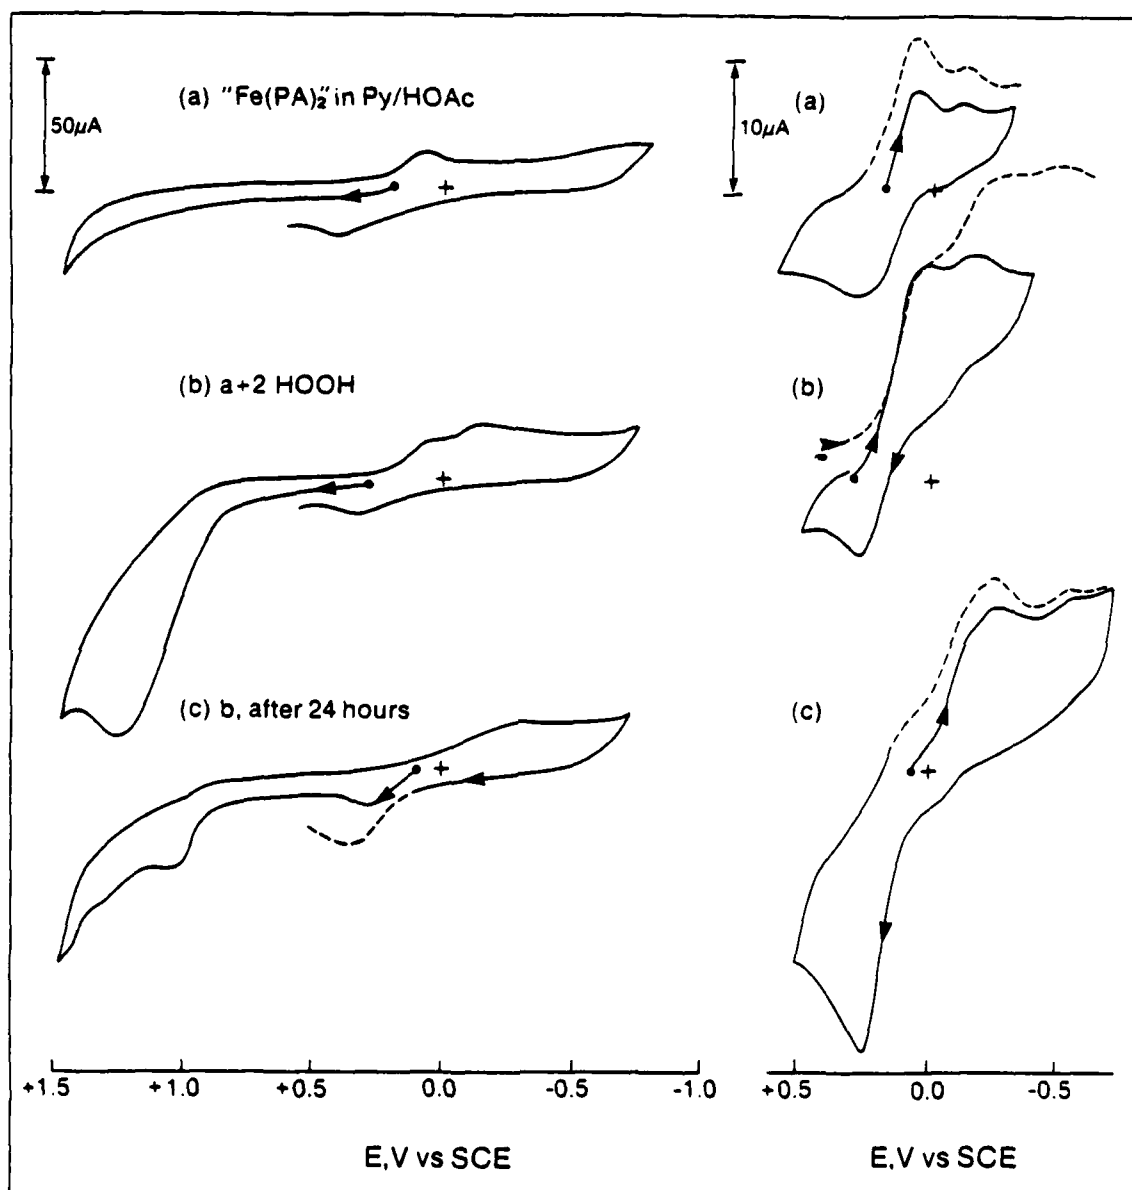 (a) "Fe(PA)₂" in Py/HOAc
50µA
(b) a+2 HOOH
(c) b, after 24 hours
+1.5 +1.0 +0.5 0.0 -0.5 -1.0
E,V vs SCE
(a)
10µA
(b)
(c)
+0.5 0.0 -0.5
E,V vs SCE